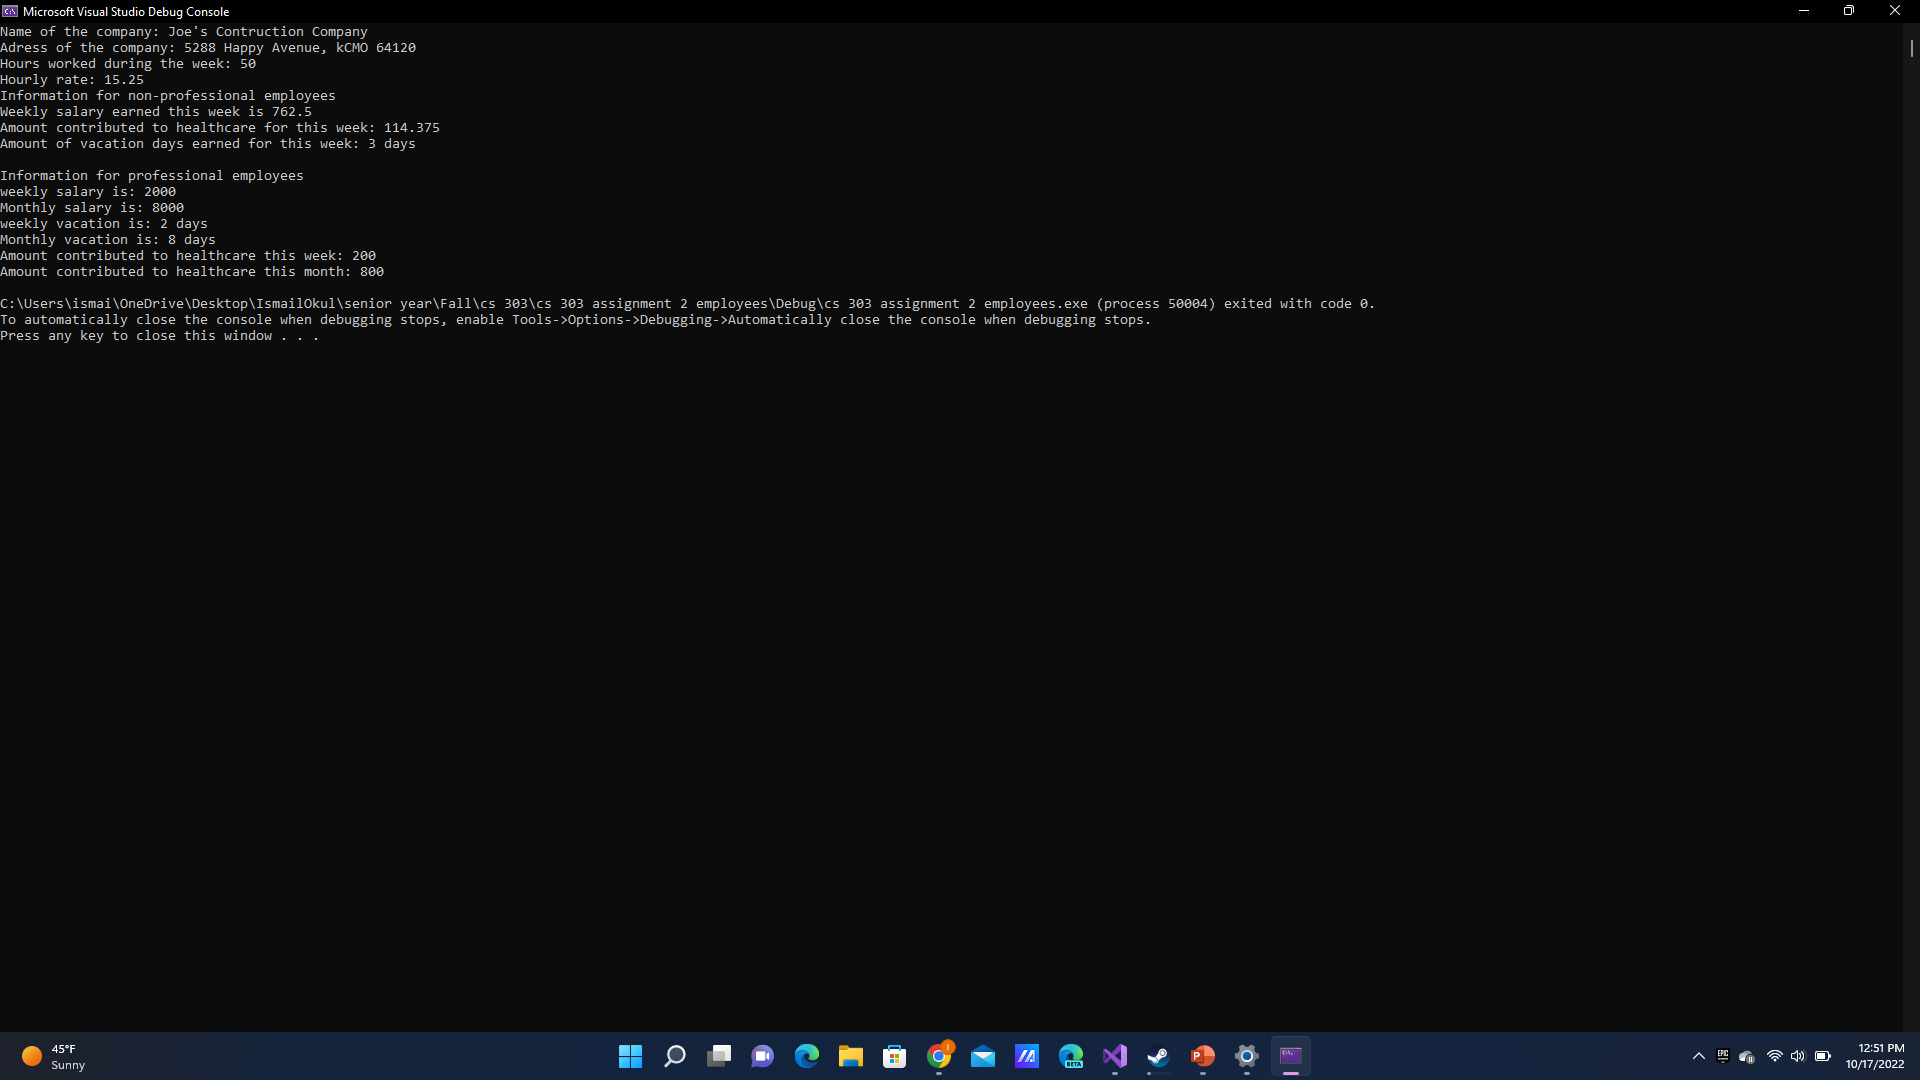 Microsoft Visual Studio Debug Console
Name of the company: Joe's Contruction Company
Adress of the company: 5288 Happy Avenue, kCMO 64120
Hours worked during the week: 50
Hourly rate: 15.25
Information for non-professional employees
Weekly salary earned this week is 762.5
Amount contributed to healthcare for this week: 114.375
Amount of vacation days earned for this week: 3 days
Information for professional employees
weekly salary is: 2000
Monthly salary is: 8000
weekly vacation is: 2 days
Monthly vacation is: 8 days
Amount contributed to healthcare this week: 200
Amount contributed to healthcare this month: 800
C:\Users\ismai\OneDrive\Desktop\IsmailOkul\senior year\Fall\cs 303\cs 303 assignment 2 employees\Debug\cs 303 assignment 2 employees.exe (process 50004) exited with code 0.
To automatically close the console when debugging stops, enable Tools->Options->Debugging->Automatically close the console when debugging stops.
Press any key to close this window . . .
45°F
Sunny
BETA
EPIC
12:51 PM
10/17/2022